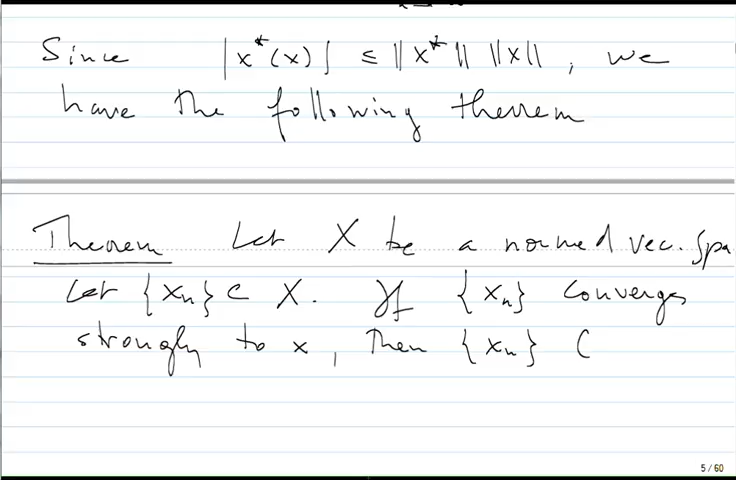 Since |x*(x)| ≤ ||x*|| ||x||, we
have the following theorem
Theorem Let X be a normed vec. spa
Let {xn} ⊂ X. If {xn} converges
strongly to x, then {xn} C
5 / 60